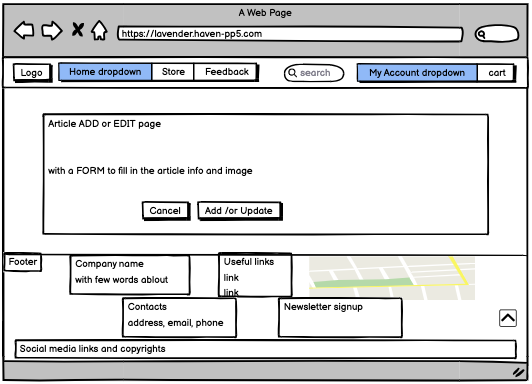 A Web Page
https://lavender.haven-pp5.com
Logo
Home dropdown
Store
Feedback
search
My Account dropdown
cart
Article ADD or EDIT page
with a FORM to fill in the article info and image
Cancel
Add /or Update
Footer
Company name
with few words ablout
Useful links
link
link
Contacts
address, email, phone
Newsletter signup
Social media links and copyrights